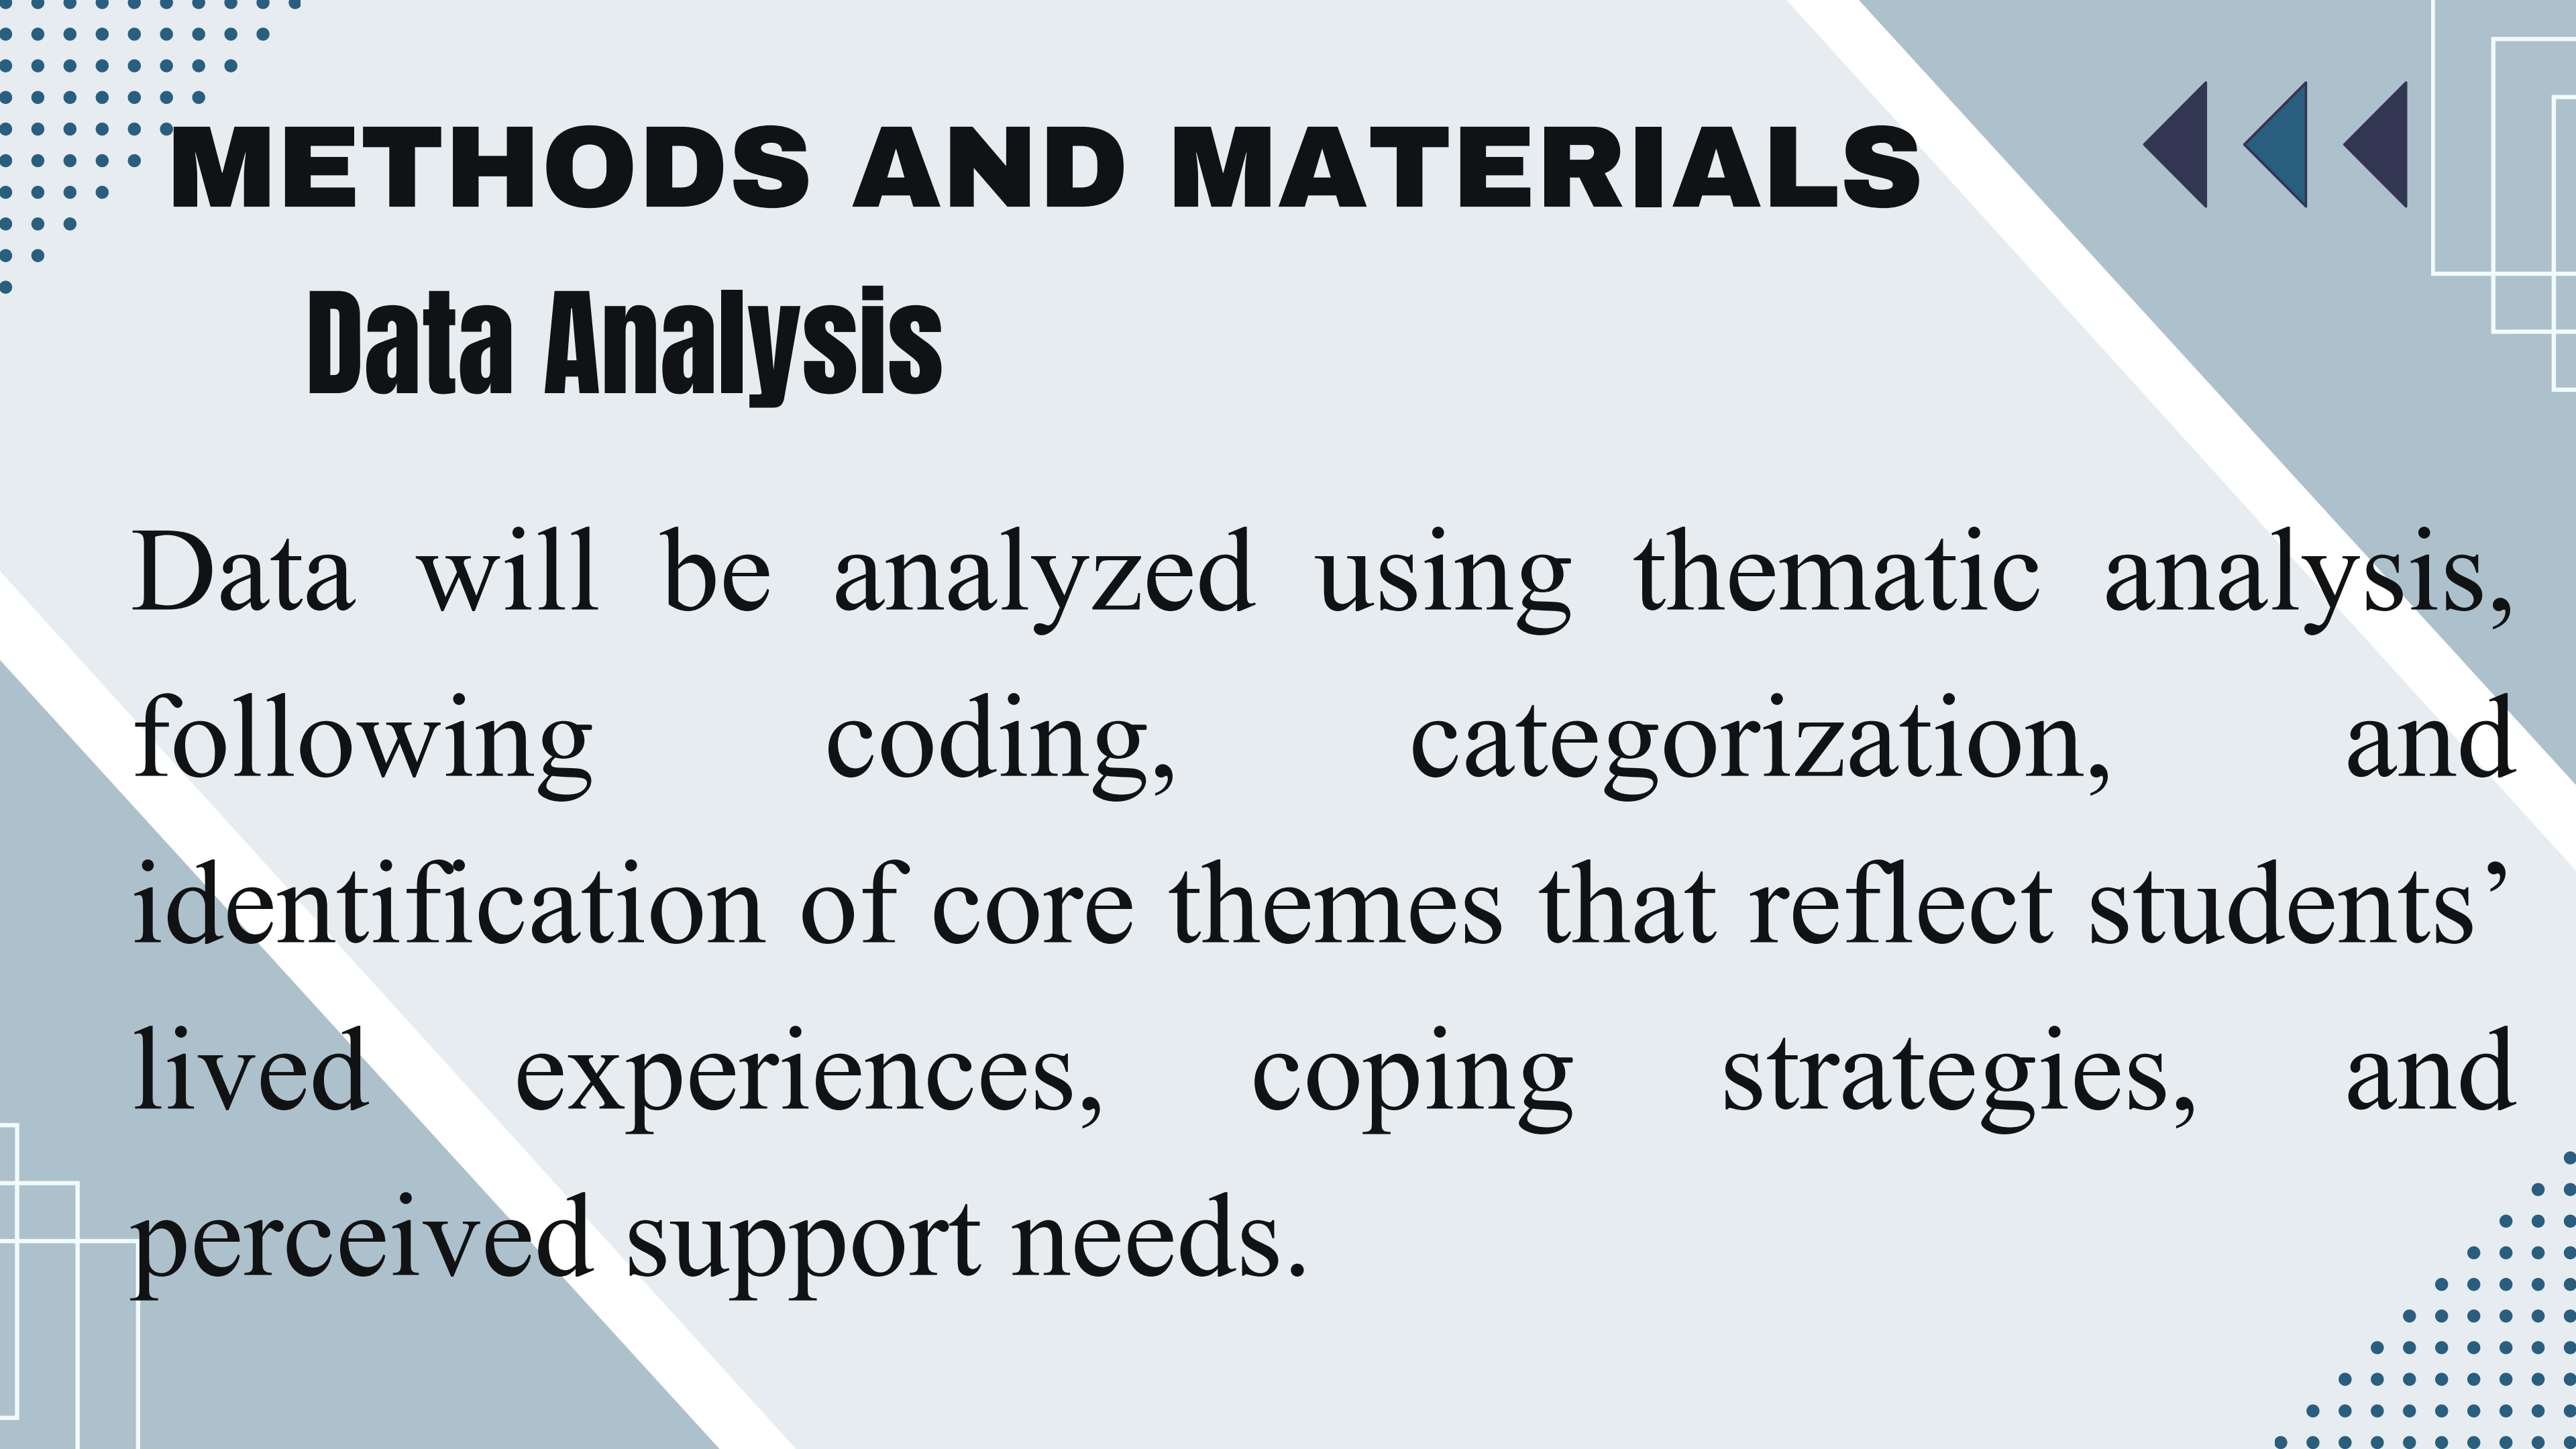 METHODS AND MATERIALS
Data Analysis
Data will be analyzed using thematic analysis,
following coding, categorization, and
identification of core themes that reflect students’
lived experiences, coping strategies, and
perceived support needs.